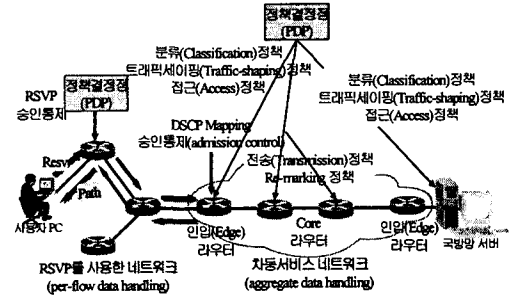 정책결정점
(PDP)
분류(Classification)정책
트래픽세이핑(Traffic-shaping)정책
접근(Access)정책
정책결정점
(PDP)
RSVP
승인통제
분류(Classification)정책
트래픽세이핑(Traffic-shaping)정책
접근(Access)정책
DSCP Mapping
승인통제(admission control)
전송(Transmission)정책
Re-marking 정책
Resv
Path
사용자 PC
인입(Edge)
라우터
Core
라우터
인입(Edge)
라우터
국방망 서버
RSVP를 사용한 네트워크
(per-flow data handling)
차등서비스 네트워크
(aggregate data handling)